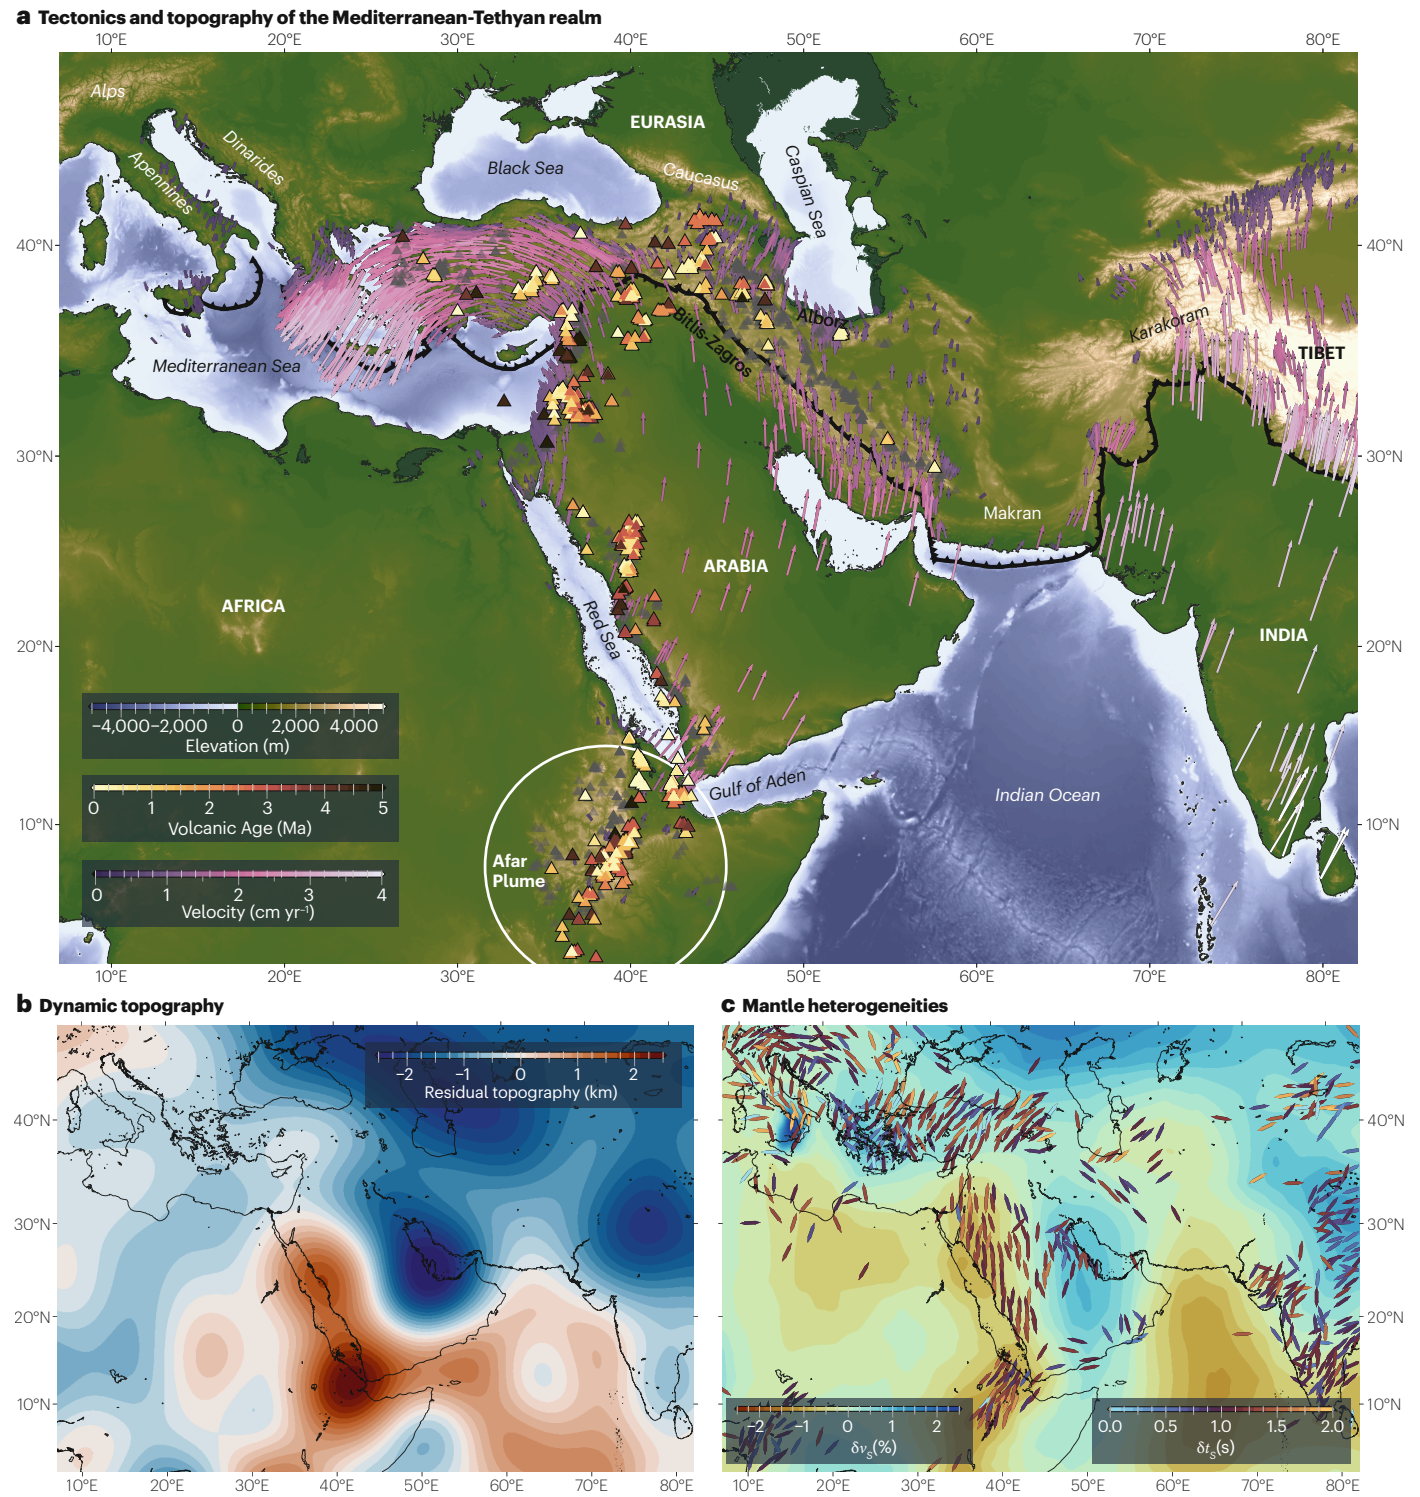 a Tectonics and topography of the Mediterranean-Tethyan realm
10°E 20°E 30°E 40°E 50°E 60°E 70°E 80°E
Alps
EURASIA
Dinarides
Apennines
Black Sea
Caucasus
Caspian Sea
40°N 40°N
Alborz
Karakoram
Bitlis-Zagros
TIBET
Mediterranean Sea
30°N 30°N
Makran
ARABIA
AFRICA
Red Sea
INDIA
20°N 20°N
−4,000 −2,000 0 2,000 4,000
Elevation (m)
Gulf of Aden
Indian Ocean
0 1 2 3 4 5
Volcanic Age (Ma)
10°N 10°N
Afar
Plume
0 1 2 3 4
Velocity (cm yr⁻¹)
10°E 20°E 30°E 40°E 50°E 60°E 70°E 80°E
b Dynamic topography
−2 −1 0 1 2
Residual topography (km)
40°N
30°N
20°N
10°N
10°E 20°E 30°E 40°E 50°E 60°E 70°E 80°E
c Mantle heterogeneities
40°N
30°N
20°N
10°N
−2 −1 0 1 2
δvS(%)
0.0 0.5 1.0 1.5 2.0
δtS(s)
10°E 20°E 30°E 40°E 50°E 60°E 70°E 80°E